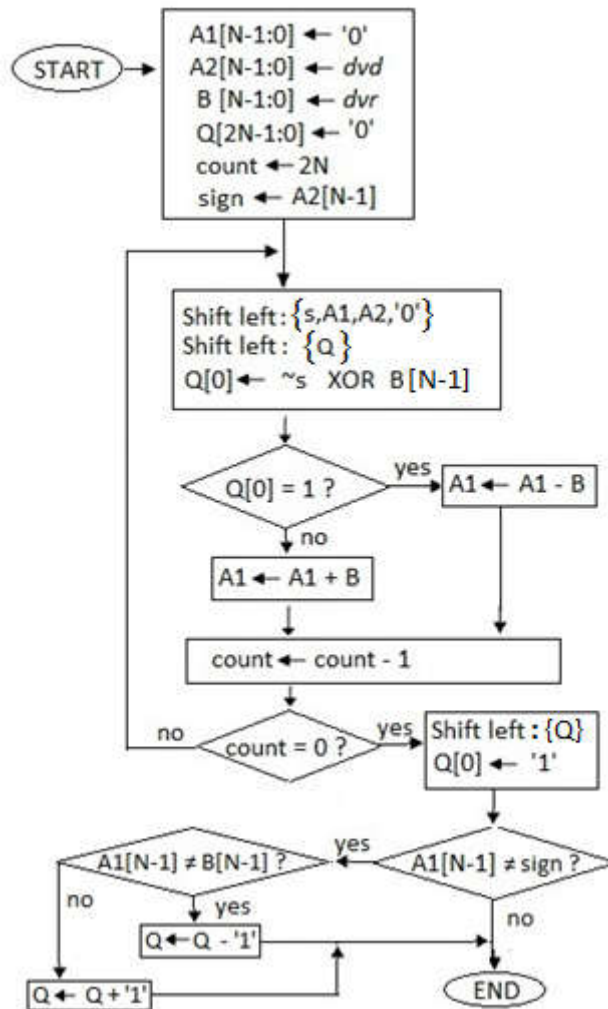 START
A1[N-1:0] ← '0'
A2[N-1:0] ← dvd
B [N-1:0] ← dvr
Q[2N-1:0] ← '0'
count ← 2N
sign ← A2[N-1]
Shift left: {s,A1,A2,'0'}
Shift left: {Q}
Q[0] ← ~s XOR B[N-1]
Q[0] = 1 ?
yes
A1 ← A1 - B
no
A1 ← A1 + B
count ← count - 1
count = 0 ?
no
yes
Shift left : {Q}
Q[0] ← '1'
A1[N-1] ≠ sign ?
yes
no
A1[N-1] ≠ B[N-1] ?
no
yes
Q ← Q - '1'
Q ← Q + '1'
END